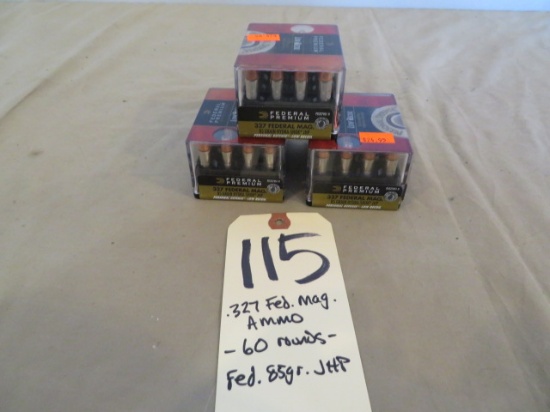 FEDERAL
PREMIUM
327 FEDERAL MAG.
FEDERAL
PREMIUM
327 FEDERAL MAG.
FEDERAL
PREMIUM
327 FEDERAL MAG.
115
.327 Fed. Mag.
Ammo
- 60 rounds -
Fed. 85gr. JHP